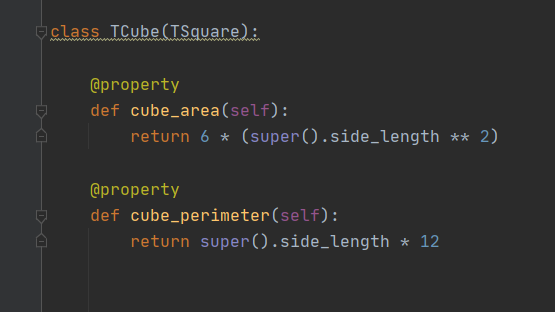 class TCube(TSquare):
@property
def cube_area(self):
return 6 * (super().side_length ** 2)
@property
def cube_perimeter(self):
return super().side_length * 12